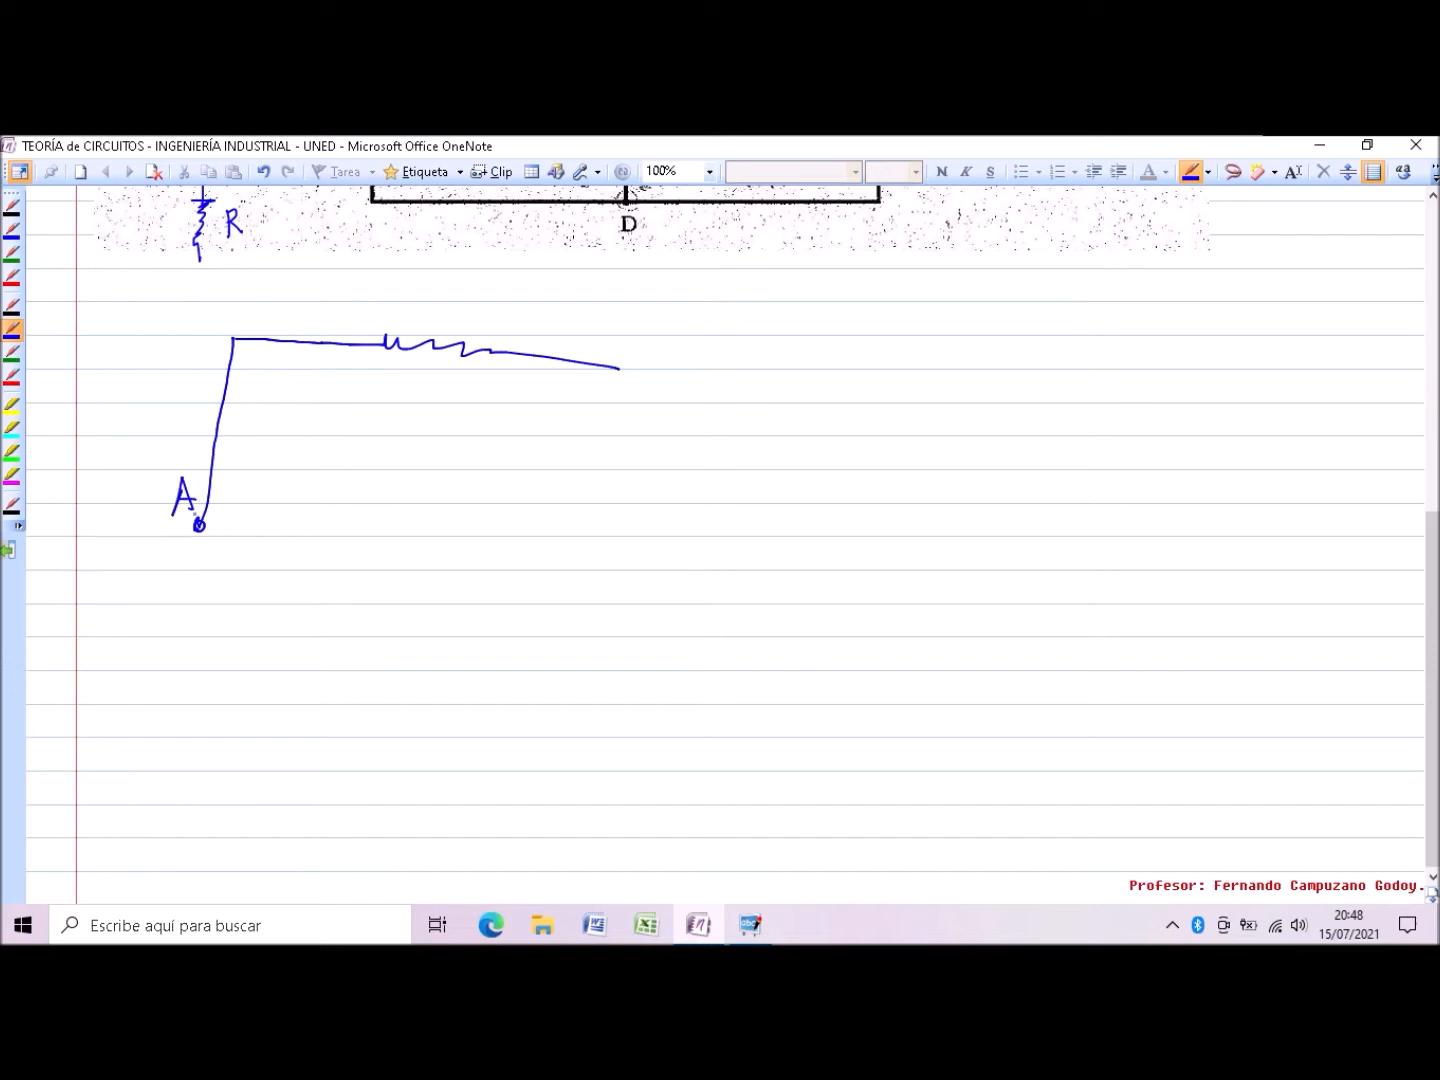 TEORÍA de CIRCUITOS - INGENIERÍA INDUSTRIAL - UNED - Microsoft Office OneNote
Tarea
Etiqueta
Clip
100%
N K S
A
R
D
A
Profesor: Fernando Campuzano Godoy.
Escribe aquí para buscar
20:48
15/07/2021